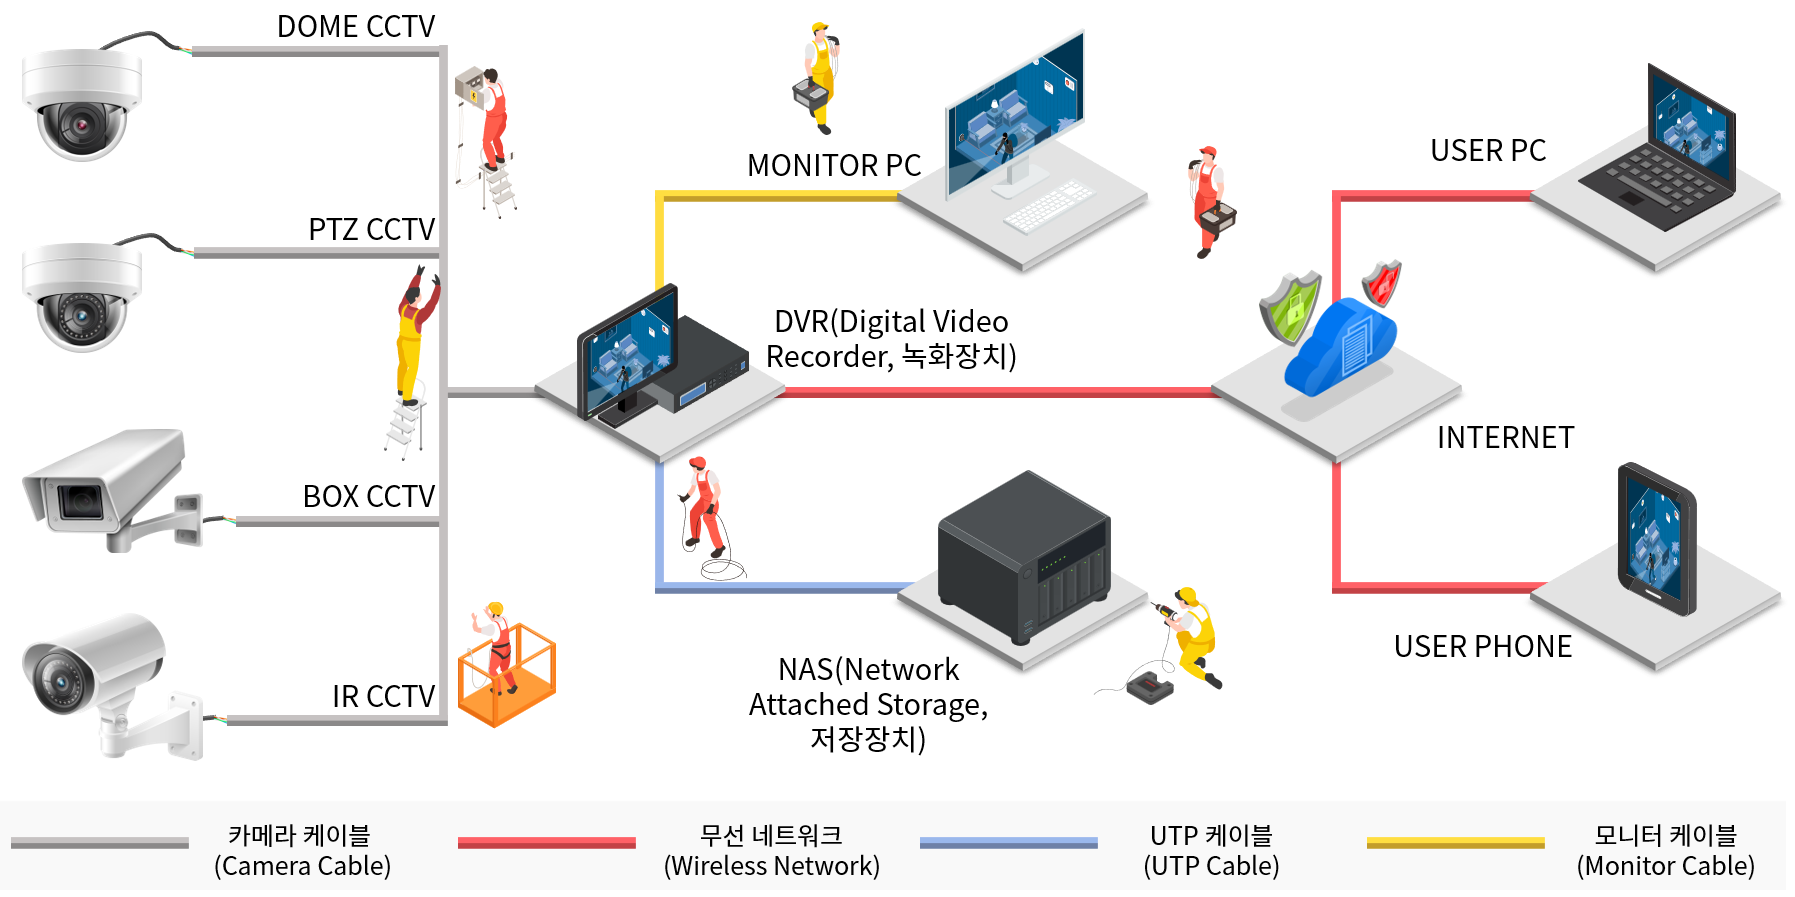 DOME CCTV
PTZ CCTV
BOX CCTV
IR CCTV
MONITOR PC
DVR(Digital Video
Recorder, 녹화장치)
NAS(Network
Attached Storage,
저장장치)
USER PC
INTERNET
USER PHONE
카메라 케이블
(Camera Cable)
무선 네트워크
(Wireless Network)
UTP 케이블
(UTP Cable)
모니터 케이블
(Monitor Cable)